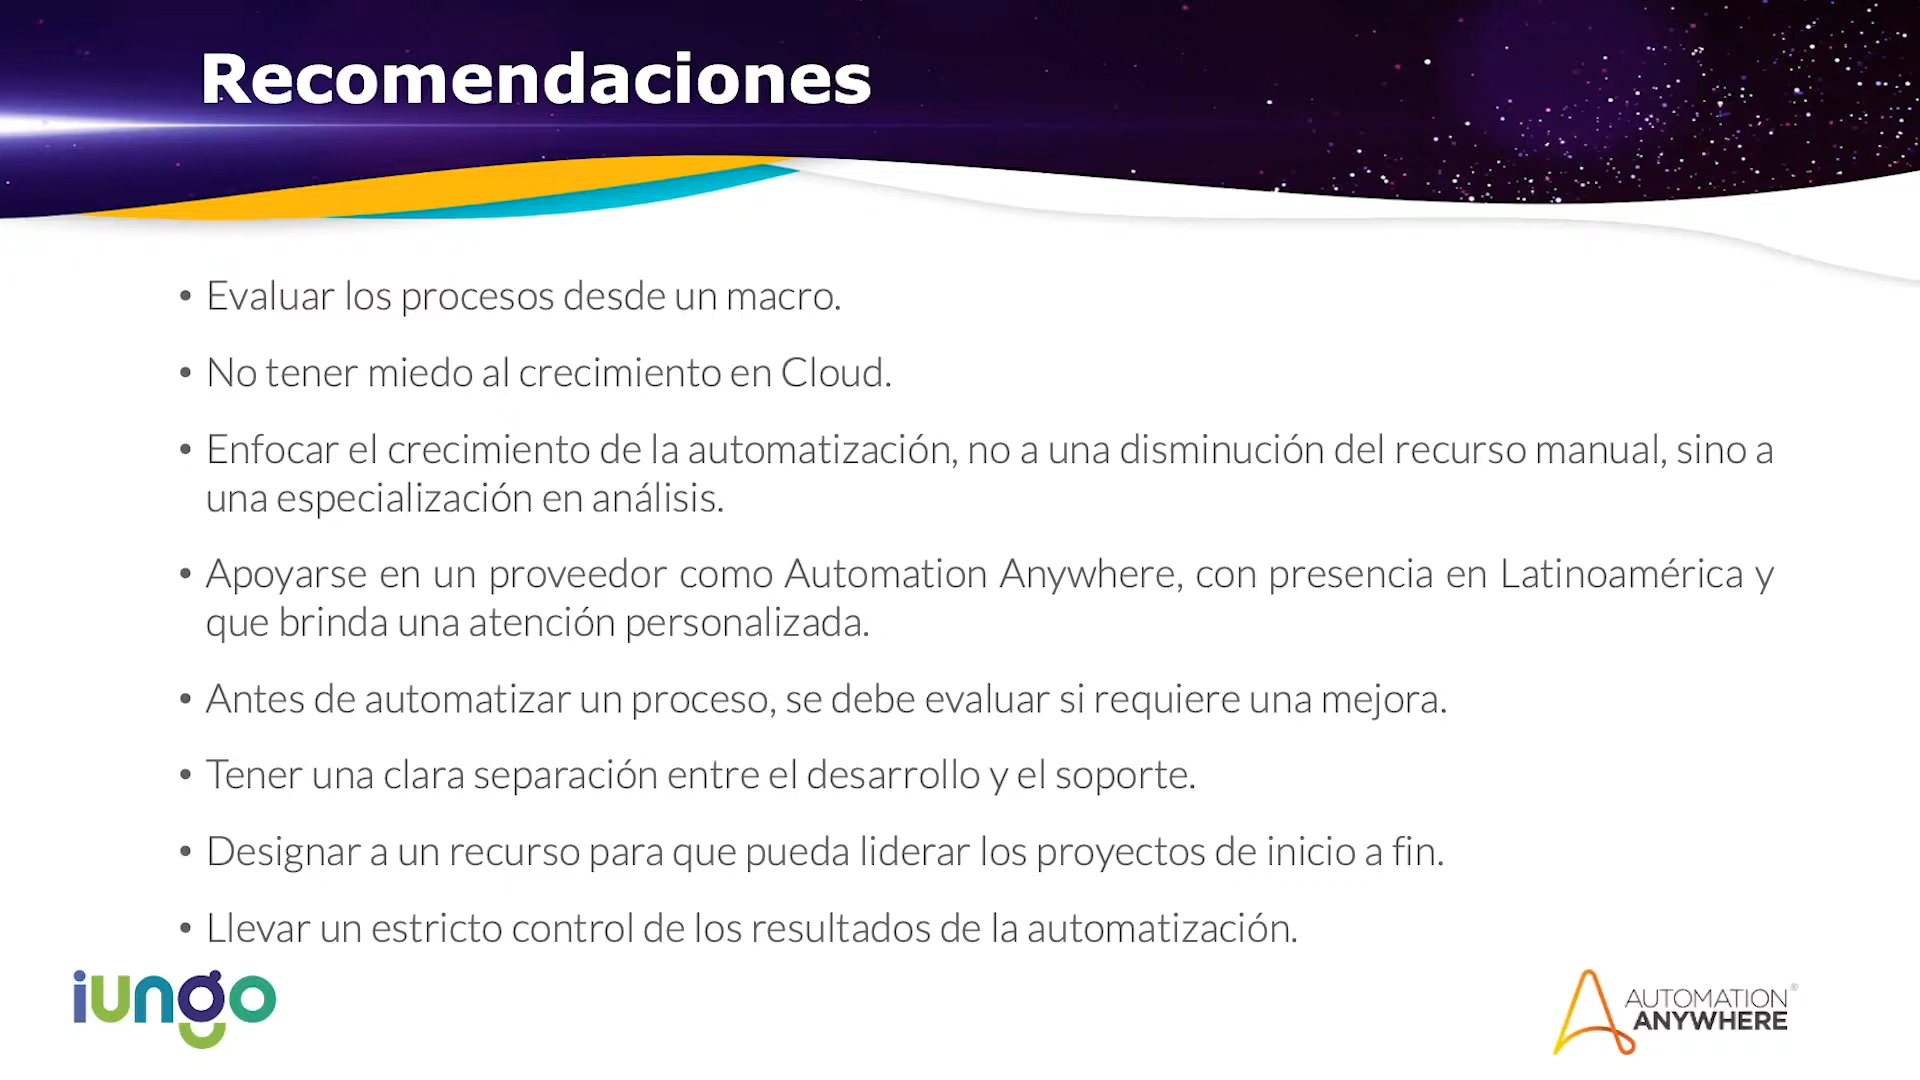 Recomendaciones
• Evaluar los procesos desde un macro.
• No tener miedo al crecimiento en Cloud.
• Enfocar el crecimiento de la automatización, no a una disminución del recurso manual, sino a
una especialización en análisis.
• Apoyarse en un proveedor como Automation Anywhere, con presencia en Latinoamérica y
que brinda una atención personalizada.
• Antes de automatizar un proceso, se debe evaluar si requiere una mejora.
• Tener una clara separación entre el desarrollo y el soporte.
• Designar a un recurso para que pueda liderar los proyectos de inicio a fin.
• Llevar un estricto control de los resultados de la automatización.
iungo
AUTOMATION®
ANYWHERE